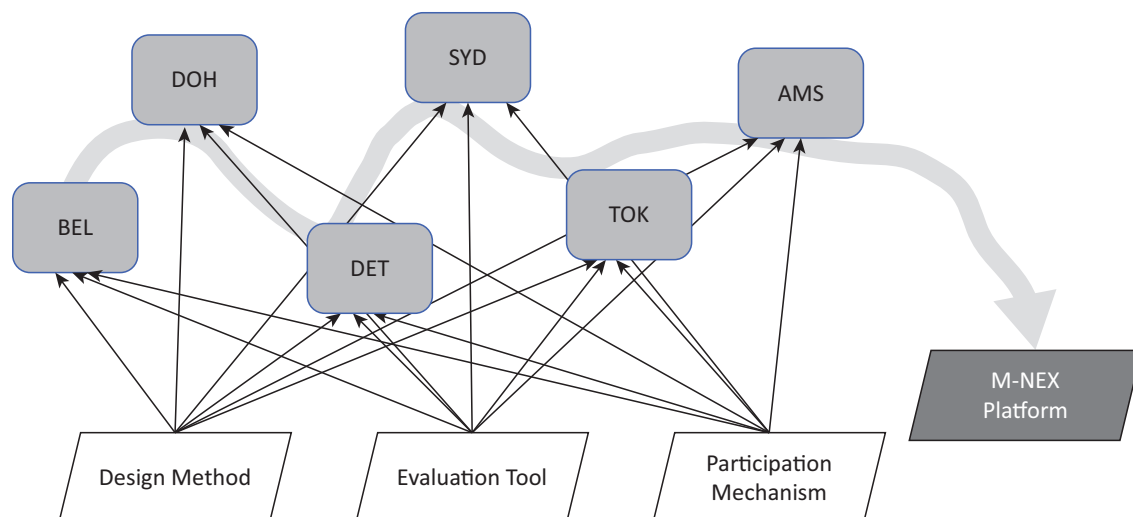 SYD
DOH
AMS
TOK
BEL
DET
M-NEX
Platform
Design Method
Evaluation Tool
Participation
Mechanism